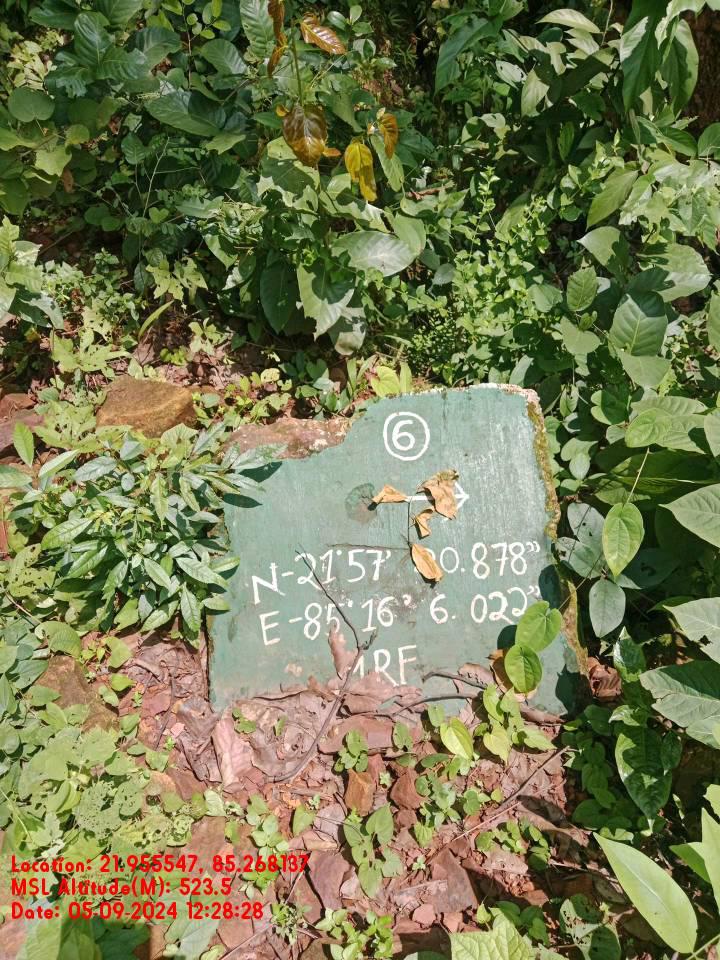 6
N-21°57' 20.878"
E-85°16' 6.022"
Location: 21.955547, 85.268137
MSL Altitude(M): 523.5
Date: 05-09-2024 12:28:28